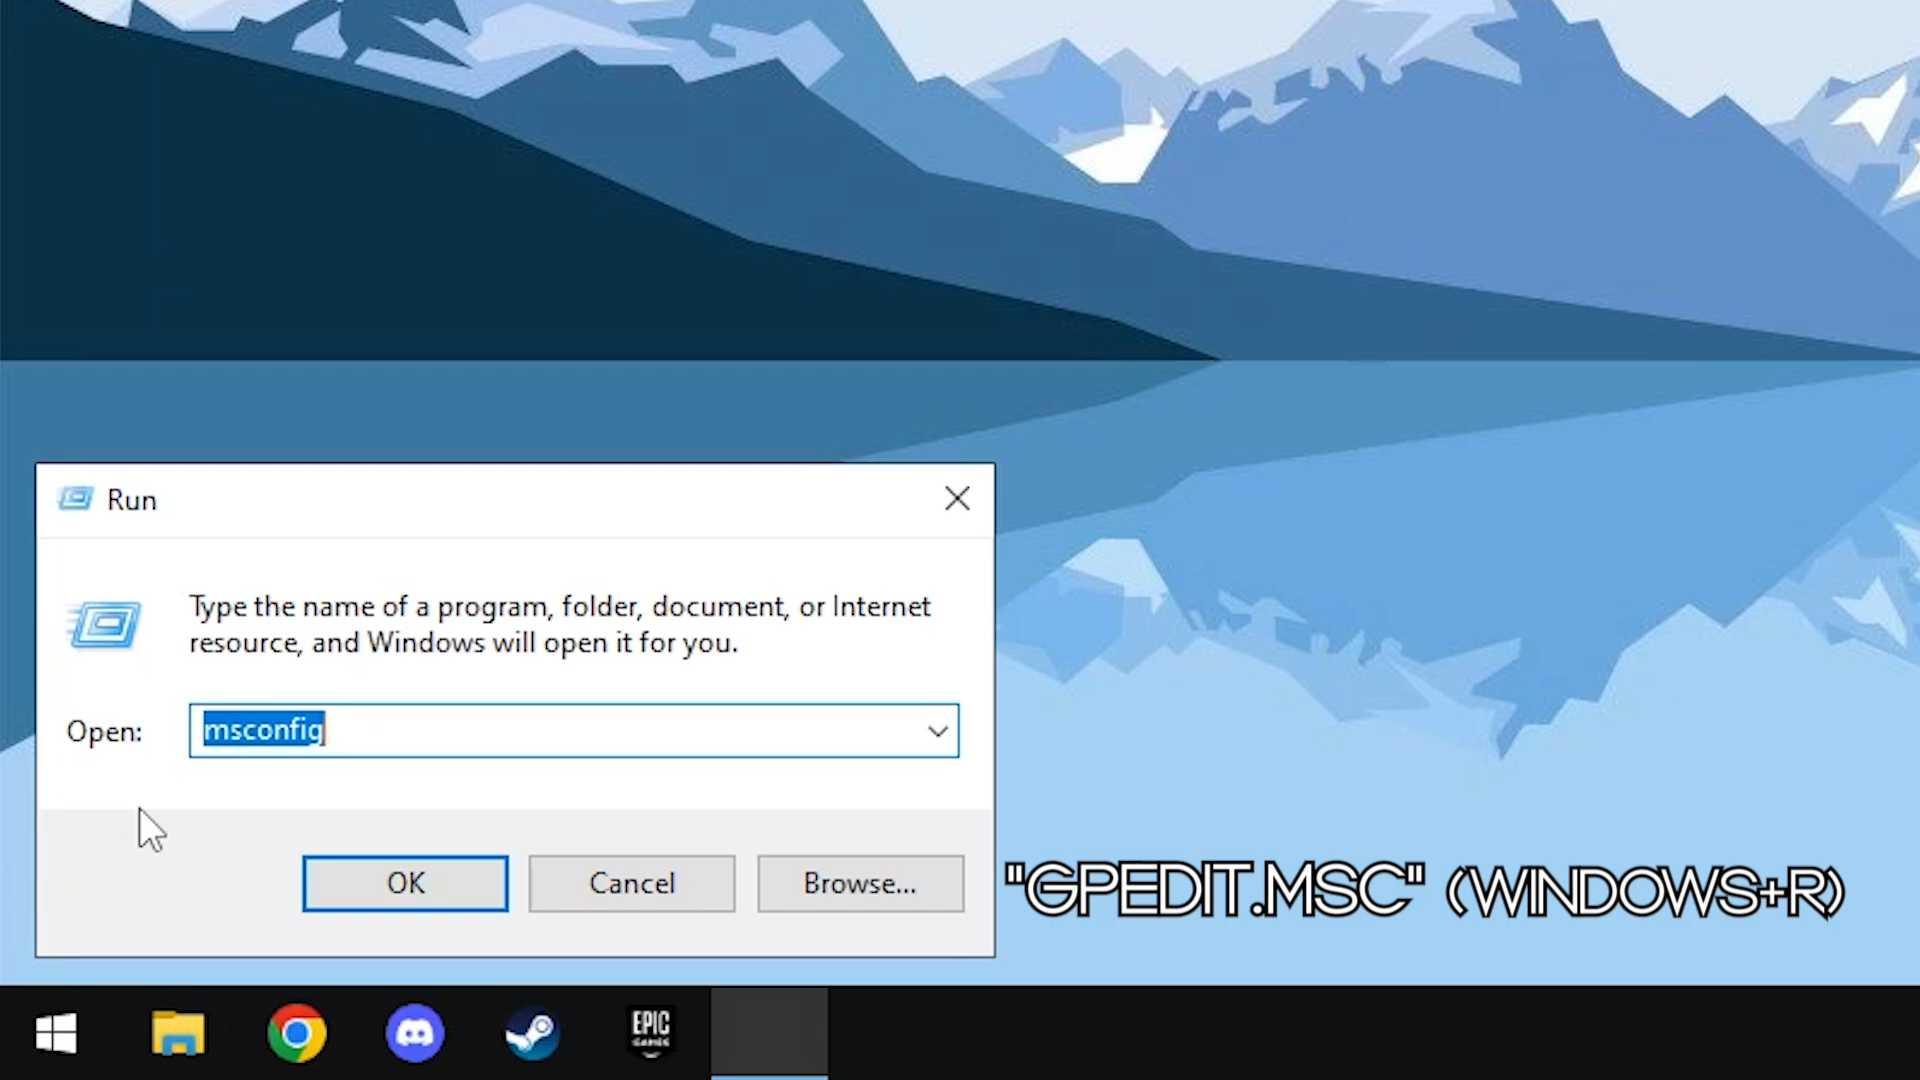 Run
Type the name of a program, folder, document, or Internet
resource, and Windows will open it for you.
Open:
msconfig
OK
Cancel
Browse...
"GPEDIT.MSC" (WINDOWS+R)
EPIC
GAMES